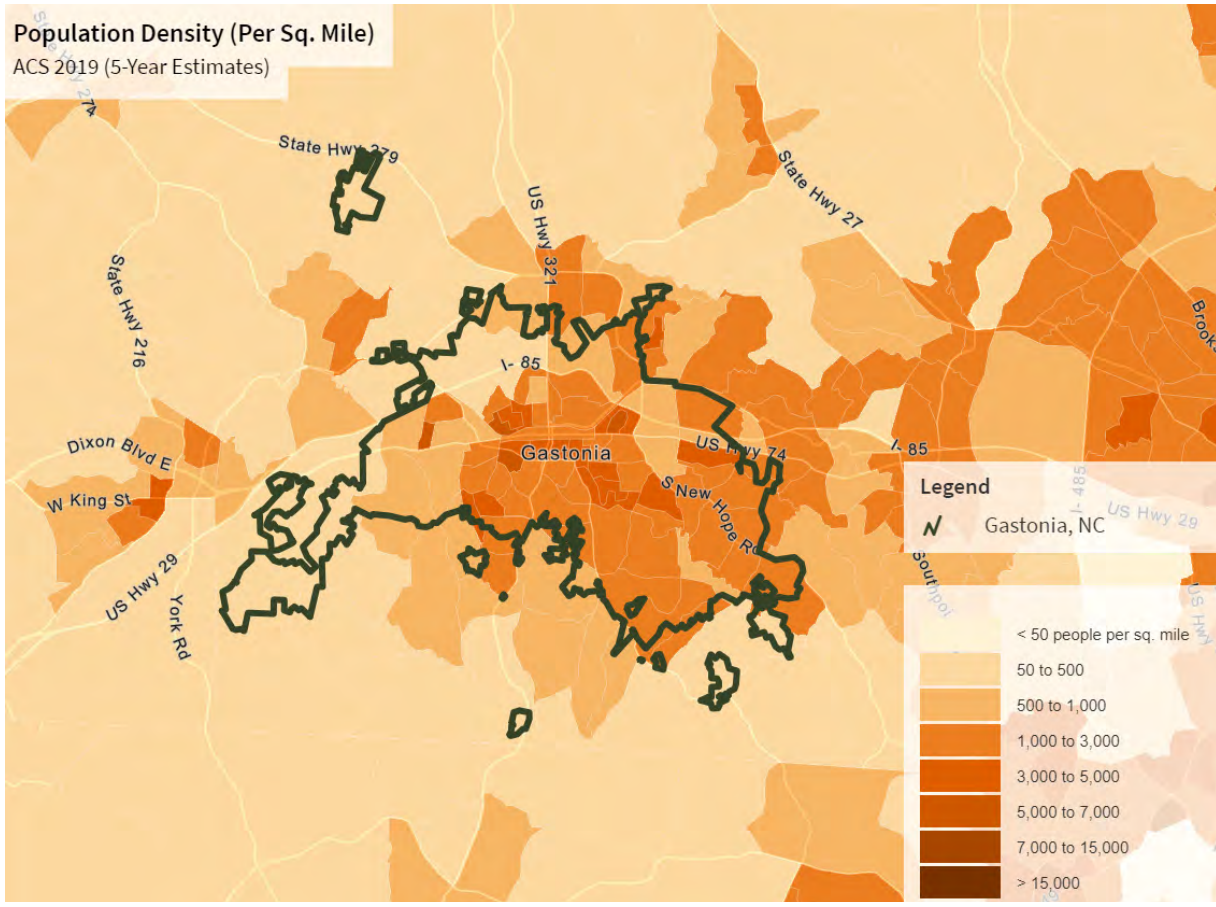 Population Density (Per Sq. Mile)
ACS 2019 (5-Year Estimates)
State Hwy 274
State Hwy 279
US Hwy 321
State Hwy 27
State Hwy 216
I- 85
Dixon Blvd E
Gastonia
US Hwy 74
I- 85
W King St
S New Hope Rd
I- 485
US Hwy 29
US Hwy 29
York Rd
Southpoi
US Hwy
Legend
Gastonia, NC
< 50 people per sq. mile
50 to 500
500 to 1,000
1,000 to 3,000
3,000 to 5,000
5,000 to 7,000
7,000 to 15,000
> 15,000